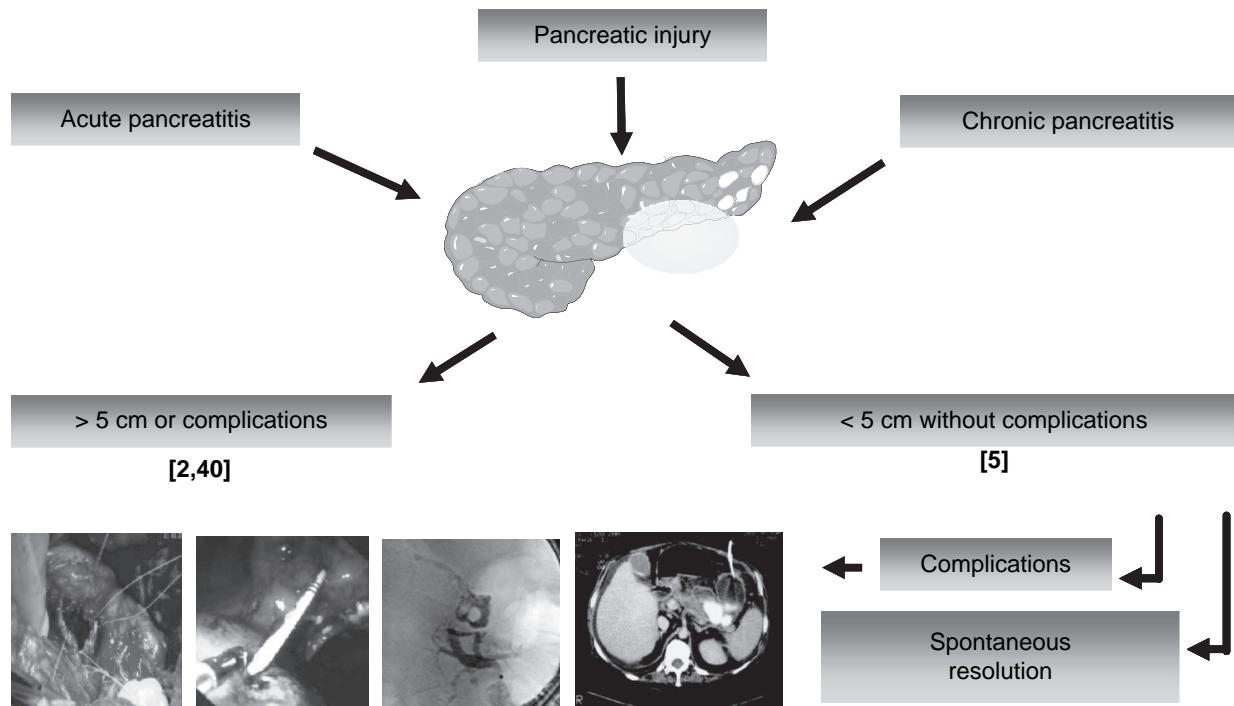 Pancreatic injury
Acute pancreatitis
Chronic pancreatitis
> 5 cm or complications
[2,40]
< 5 cm without complications
[5]
Complications
Spontaneous
resolution
R